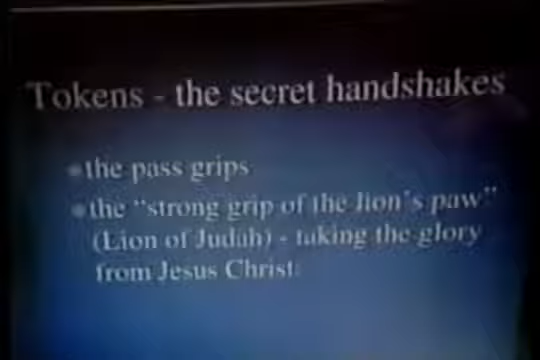 Tokens - the secret handshakes
the pass grips
the "strong grip of the lion's paw"
(Lion of Judah) - taking the glory
from Jesus Christ.